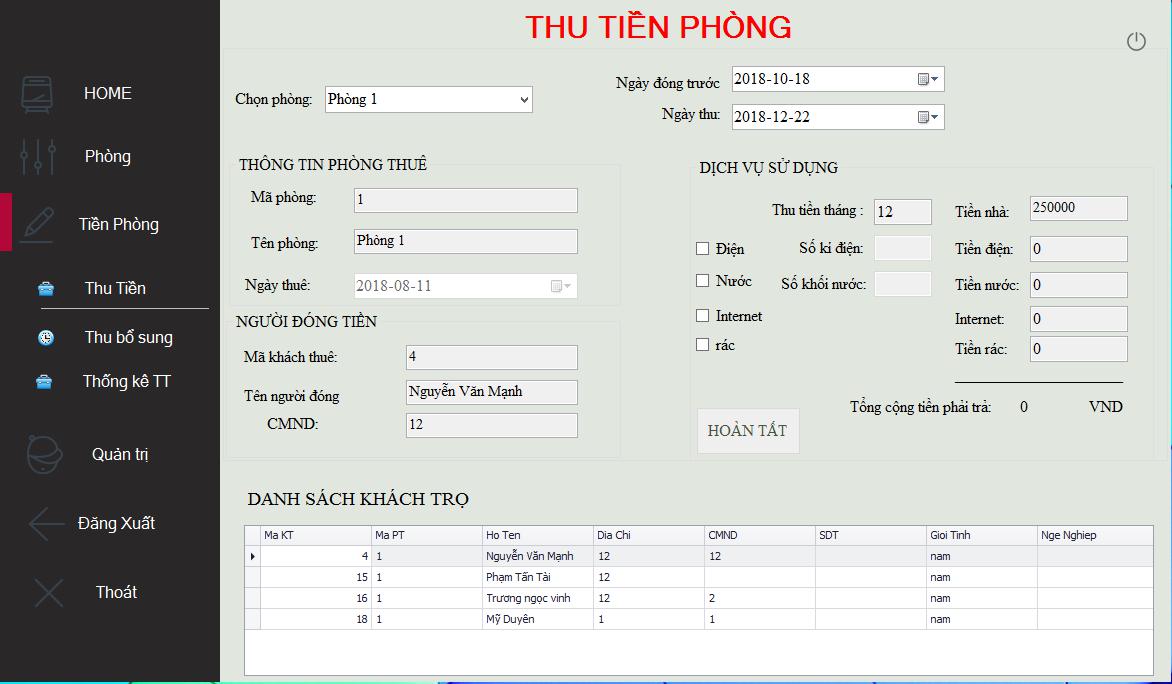 THU TIỀN PHÒNG
HOME
Phòng
Tiền Phòng
Thu Tiền
Thu bổ sung
Thống kê TT
Quản trị
Đăng Xuất
Thoát
Chọn phòng: Phòng 1
Ngày đóng trước 2018-10-18
Ngày thu: 2018-12-22
THÔNG TIN PHÒNG THUÊ
Mã phòng: 1
Tên phòng: Phòng 1
Ngày thuê: 2018-08-11
NGƯỜI ĐÓNG TIỀN
Mã khách thuê: 4
Tên người đóng Nguyễn Văn Mạnh
CMND: 12
DỊCH VỤ SỬ DỤNG
Thu tiền tháng : 12 Tiền nhà: 250000
Điện Số kí điện: Tiền điện: 0
Nước Số khối nước: Tiền nước: 0
Internet Internet: 0
rác Tiền rác: 0
Tổng cộng tiền phải trả: 0 VND
HOÀN TẤT
DANH SÁCH KHÁCH TRỌ
Ma KT Ma PT Ho Ten Dia Chi CMND SDT Gioi Tinh Nge Nghiep
4 1 Nguyễn Văn Mạnh 12 12 nam
15 1 Phạm Tấn Tài 12 nam
16 1 Trương ngọc vinh 12 2 nam
18 1 Mỹ Duyên 1 1 nam